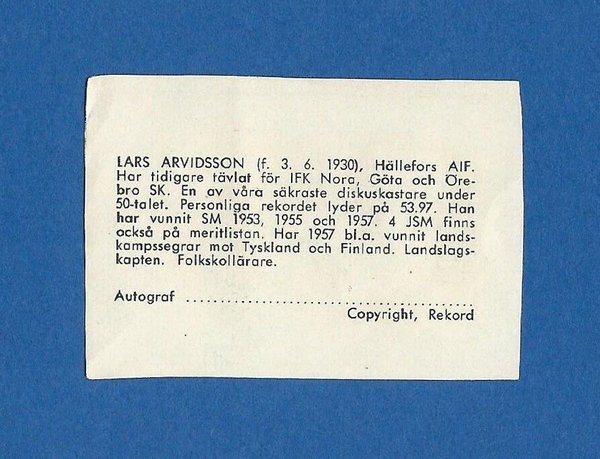 LARS ARVIDSSON (f. 3. 6. 1930), Hällefors AIF.
Har tidigare tävlat för IFK Nora, Göta och Öre-
bro SK. En av våra säkraste diskuskastare under
50-talet. Personliga rekordet lyder på 53.97. Han
har vunnit SM 1953, 1955 och 1957. 4 JSM finns
också på meritlistan. Har 1957 bl.a. vunnit lands-
kampssegrar mot Tyskland och Finland. Landslags-
kapten. Folkskollärare.
Autograf ............................................
Copyright, Rekord